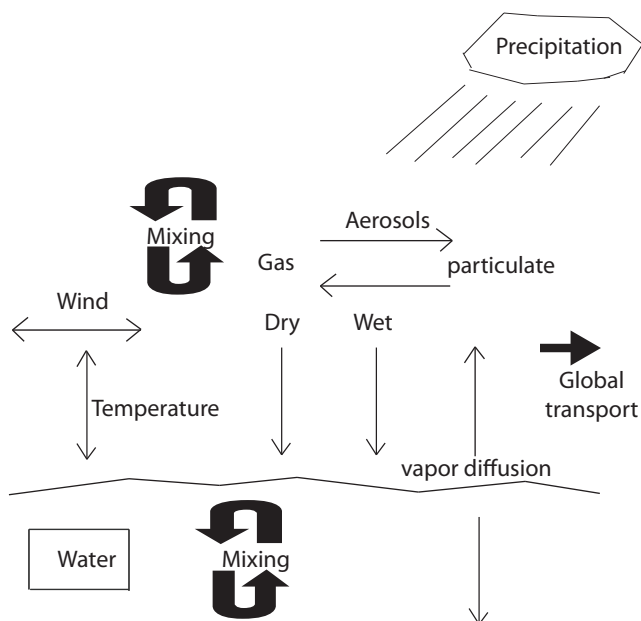 Precipitation
Aerosols
Mixing
Gas
particulate
Wind
Dry
Wet
Global
transport
Temperature
vapor diffusion
Water
Mixing